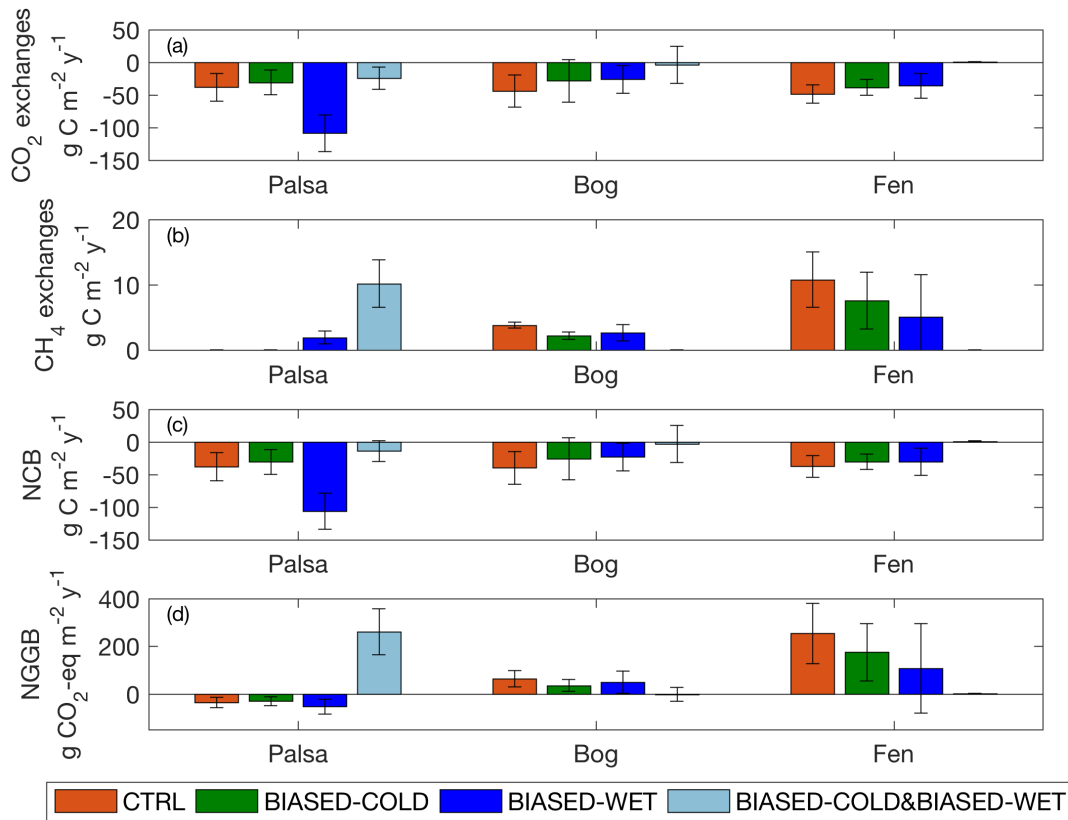 CO2 exchanges
g C m-2 y-1
50
0
-50
-100
-150
(a)
Palsa Bog Fen
CH4 exchanges
g C m-2 y-1
20
10
0
(b)
Palsa Bog Fen
NCB
g C m-2 y-1
50
0
-50
-100
-150
(c)
Palsa Bog Fen
NGGB
g CO2-eq m-2 y-1
400
200
0
(d)
Palsa Bog Fen
CTRL BIASED-COLD BIASED-WET BIASED-COLD&BIASED-WET